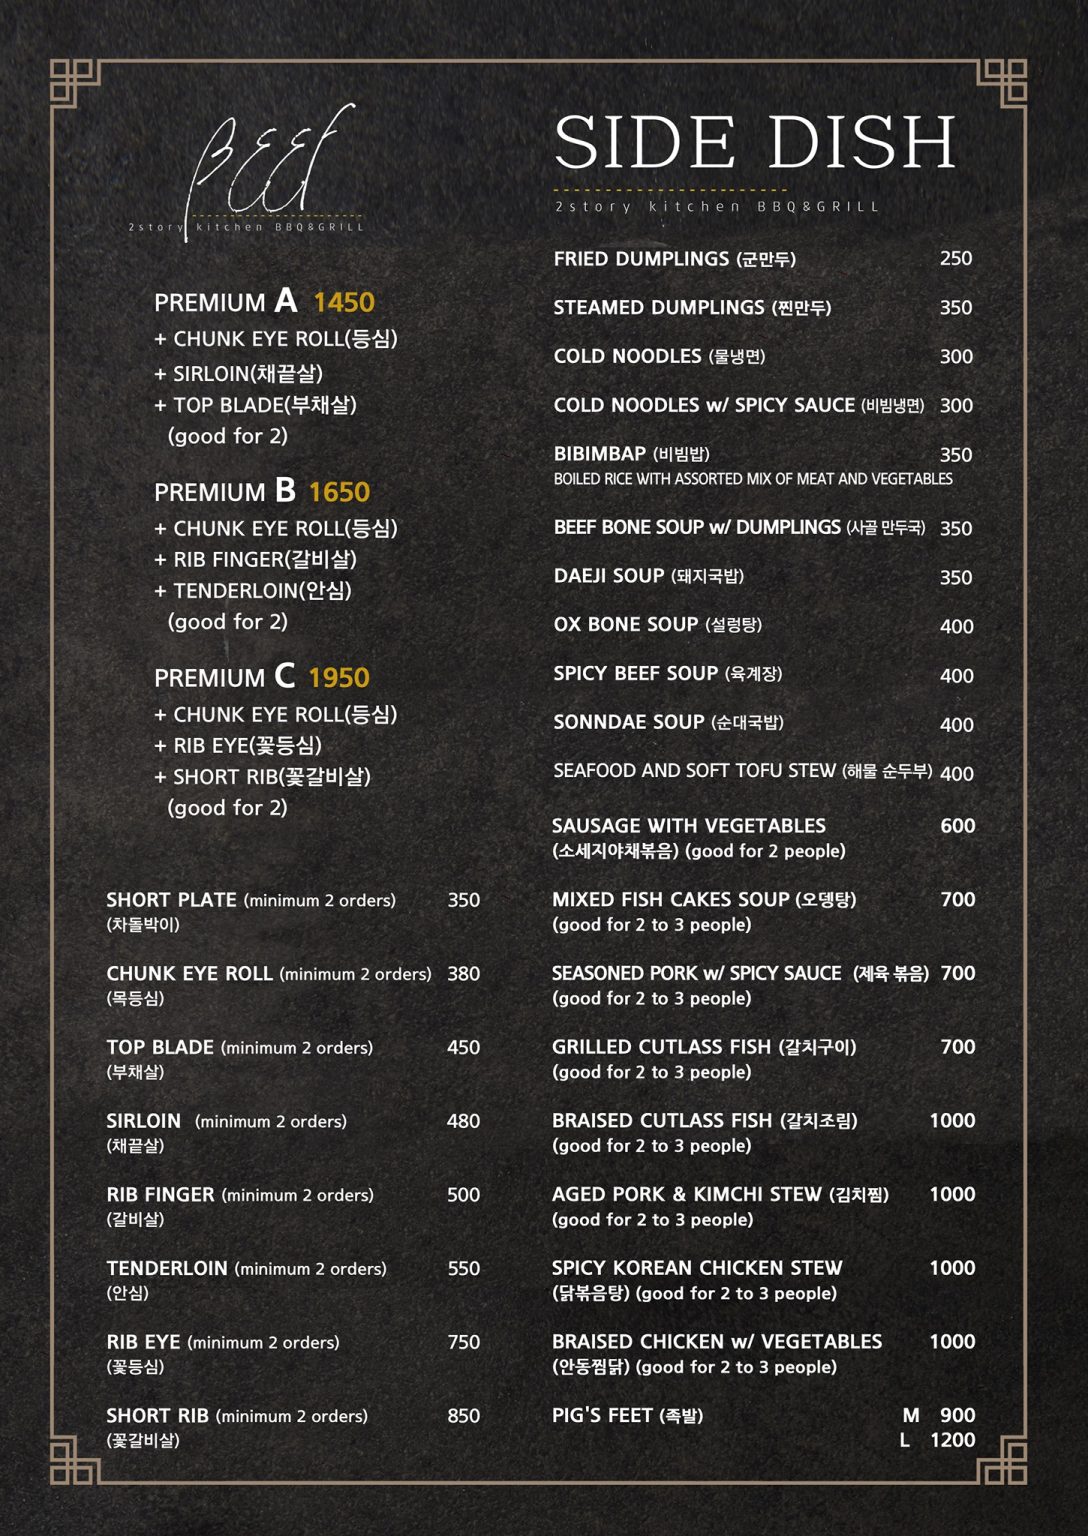 BEEF
2story kitchen BBQ&GRILL
PREMIUM A 1450
+ CHUNK EYE ROLL(등심)
+ SIRLOIN(채끝살)
+ TOP BLADE(부채살)
(good for 2)
PREMIUM B 1650
+ CHUNK EYE ROLL(등심)
+ RIB FINGER(갈비살)
+ TENDERLOIN(안심)
(good for 2)
PREMIUM C 1950
+ CHUNK EYE ROLL(등심)
+ RIB EYE(꽃등심)
+ SHORT RIB(꽃갈비살)
(good for 2)
SHORT PLATE (minimum 2 orders) 350
(차돌박이)
CHUNK EYE ROLL (minimum 2 orders) 380
(목등심)
TOP BLADE (minimum 2 orders) 450
(부채살)
SIRLOIN (minimum 2 orders) 480
(채끝살)
RIB FINGER (minimum 2 orders) 500
(갈비살)
TENDERLOIN (minimum 2 orders) 550
(안심)
RIB EYE (minimum 2 orders) 750
(꽃등심)
SHORT RIB (minimum 2 orders) 850
(꽃갈비살)
SIDE DISH
2story kitchen BBQ&GRILL
FRIED DUMPLINGS (군만두) 250
STEAMED DUMPLINGS (찐만두) 350
COLD NOODLES (물냉면) 300
COLD NOODLES w/ SPICY SAUCE (비빔냉면) 300
BIBIMBAP (비빔밥) 350
BOILED RICE WITH ASSORTED MIX OF MEAT AND VEGETABLES
BEEF BONE SOUP w/ DUMPLINGS (사골 만두국) 350
DAEJI SOUP (돼지국밥) 350
OX BONE SOUP (설렁탕) 400
SPICY BEEF SOUP (육계장) 400
SONNDAE SOUP (순대국밥) 400
SEAFOOD AND SOFT TOFU STEW (해물 순두부) 400
SAUSAGE WITH VEGETABLES 600
(소세지야채볶음) (good for 2 people)
MIXED FISH CAKES SOUP (오뎅탕) 700
(good for 2 to 3 people)
SEASONED PORK w/ SPICY SAUCE (제육 볶음) 700
(good for 2 to 3 people)
GRILLED CUTLASS FISH (갈치구이) 700
(good for 2 to 3 people)
BRAISED CUTLASS FISH (갈치조림) 1000
(good for 2 to 3 people)
AGED PORK & KIMCHI STEW (김치찜) 1000
(good for 2 to 3 people)
SPICY KOREAN CHICKEN STEW 1000
(닭볶음탕) (good for 2 to 3 people)
BRAISED CHICKEN w/ VEGETABLES 1000
(안동찜닭) (good for 2 to 3 people)
PIG'S FEET (족발) M 900
L 1200